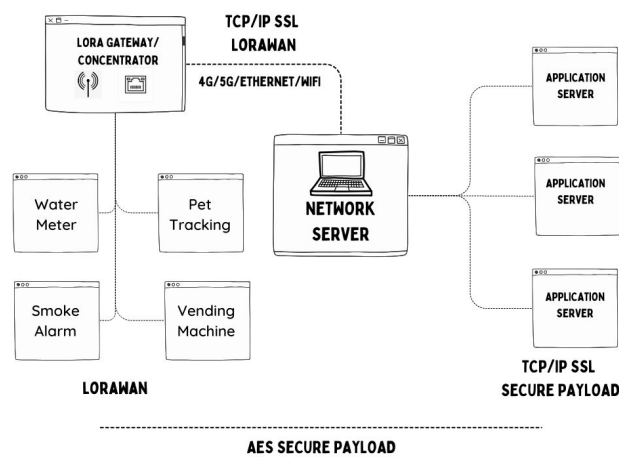 TCP/IP SSL
LORAWAN
LORA GATEWAY/
CONCENTRATOR
4G/5G/ETHERNET/WIFI
APPLICATION
SERVER
NETWORK
SERVER
APPLICATION
SERVER
APPLICATION
SERVER
Water
Meter
Pet
Tracking
Smoke
Alarm
Vending
Machine
LORAWAN
TCP/IP SSL
SECURE PAYLOAD
AES SECURE PAYLOAD